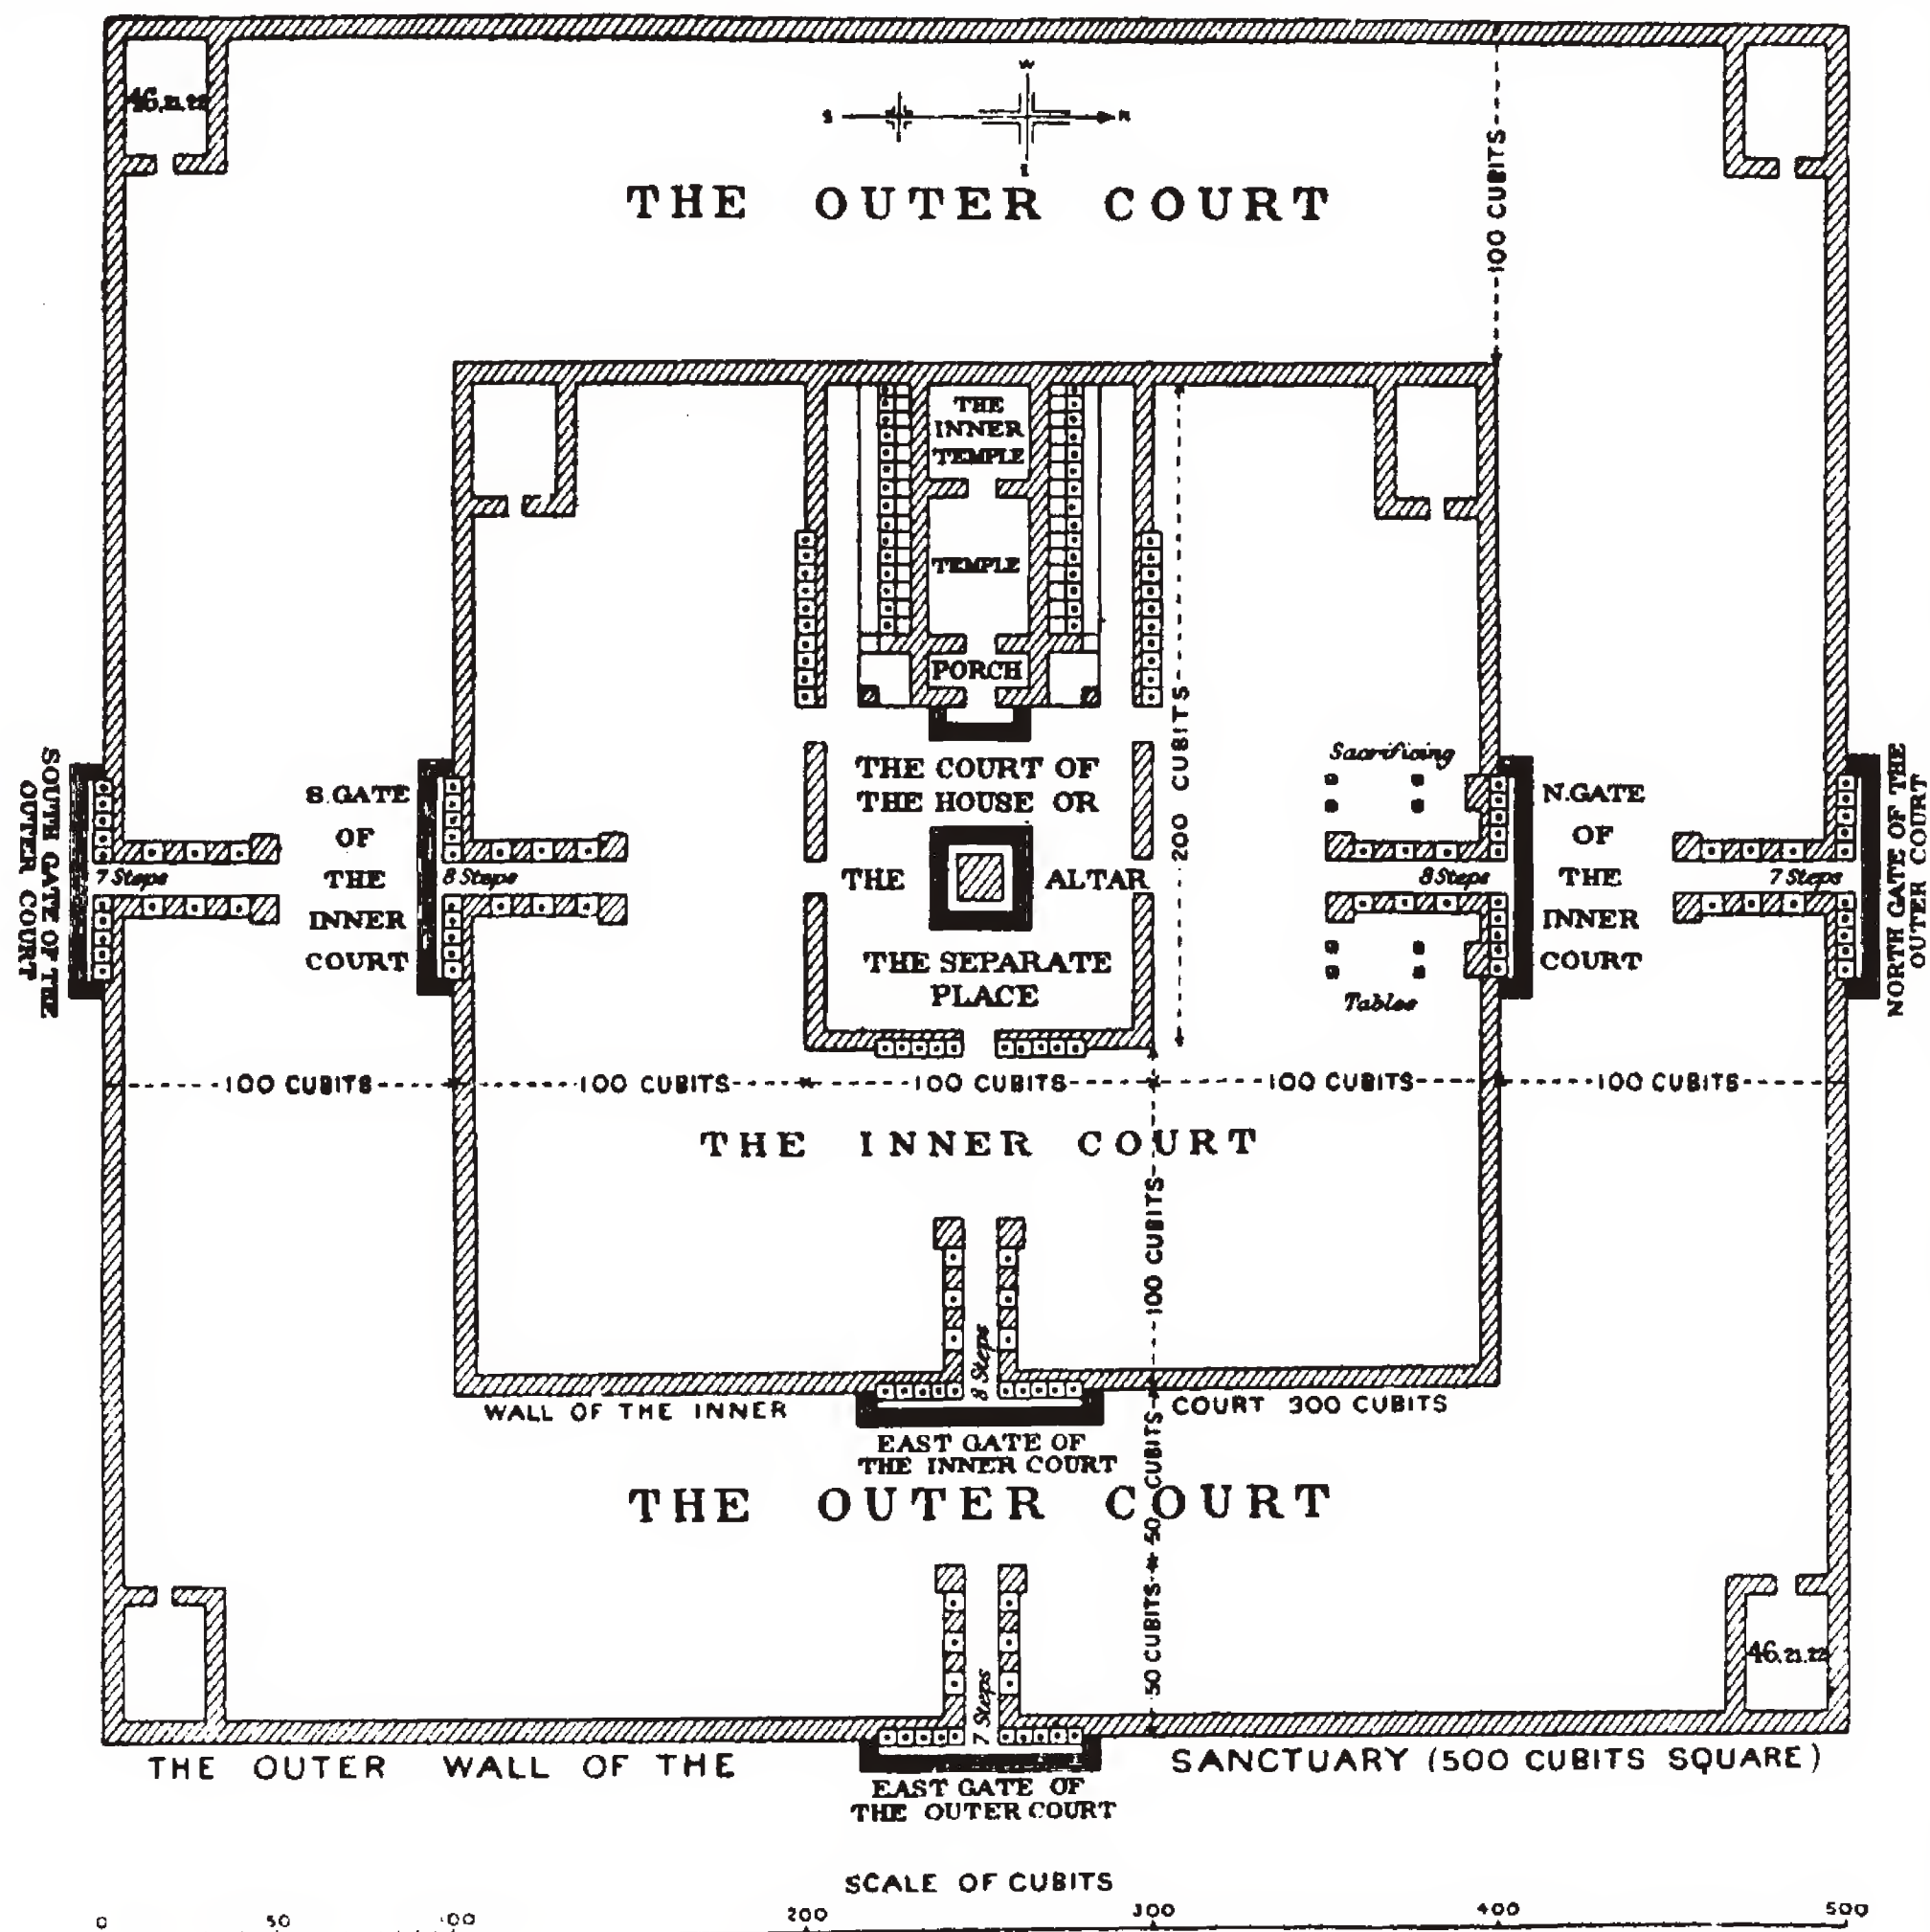 46.21.22
W
S
N
E
THE OUTER COURT
100 CUBITS
THE
INNER
TEMPLE
TEMPLE
PORCH
200 CUBITS
THE COURT OF
THE HOUSE OR
THE ALTAR
THE SEPARATE
PLACE
SOUTH GATE OF THE
OUTER COURT
7 Steps
S. GATE
OF
THE
INNER
COURT
8 Steps
Sacrificing
Tables
8 Steps
N. GATE
OF
THE
INNER
COURT
7 Steps
NORTH GATE OF THE
OUTER COURT
100 CUBITS
100 CUBITS
100 CUBITS
100 CUBITS
100 CUBITS
THE INNER COURT
100 CUBITS
8 Steps
WALL OF THE INNER
COURT 300 CUBITS
EAST GATE OF
THE INNER COURT
50 CUBITS
THE OUTER COURT
50 CUBITS
7 Steps
46.21.22
THE OUTER WALL OF THE
SANCTUARY (500 CUBITS SQUARE)
EAST GATE OF
THE OUTER COURT
SCALE OF CUBITS
0 50 100 200 300 400 500